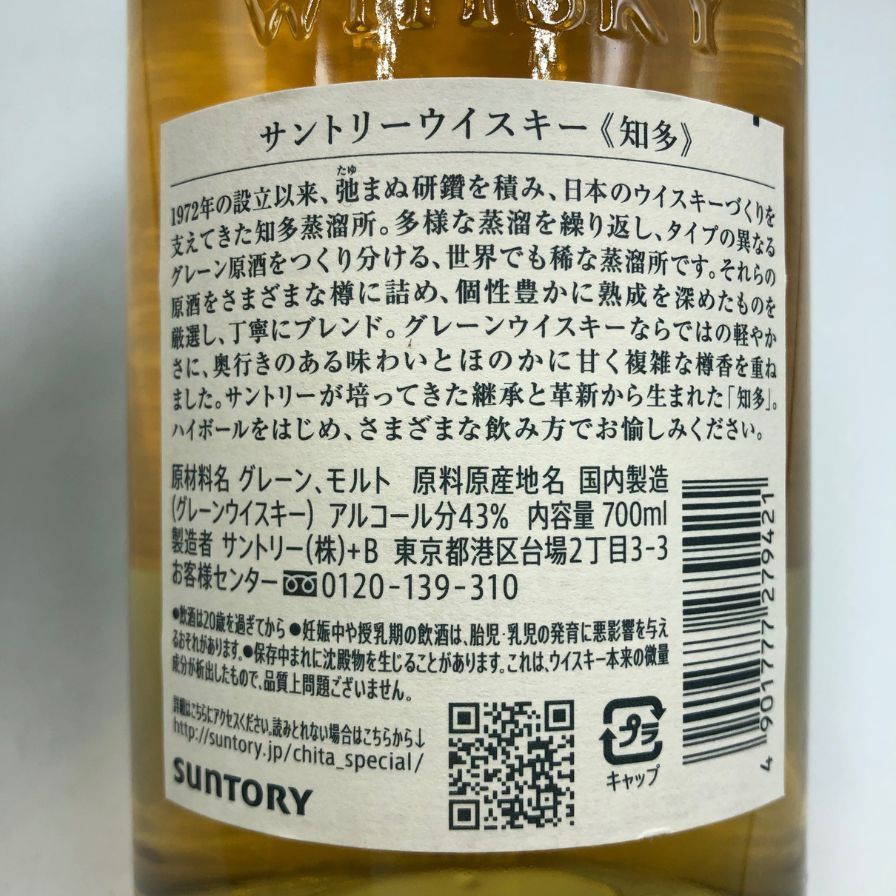 WHISKY
サントリーウイスキー《知多》
たゆ
1972年の設立以来、弛まぬ研鑽を積み、日本のウイスキーづくりを
支えてきた知多蒸溜所。多様な蒸溜を繰り返し、タイプの異なる
グレーン原酒をつくり分ける、世界でも稀な蒸溜所です。それらの
原酒をさまざまな樽に詰め、個性豊かに熟成を深めたものを
厳選し、丁寧にブレンド。グレーンウイスキーならではの軽やか
さに、奥行きのある味わいとほのかに甘く複雑な樽香を重ね
ました。サントリーが培ってきた継承と革新から生まれた「知多」。
ハイボールをはじめ、さまざまな飲み方でお愉しみください。
原材料名 グレーン、モルト 原料原産地名 国内製造
(グレーンウイスキー) アルコール分43% 内容量 700ml
製造者 サントリー(株)+B 東京都港区台場2丁目3-3
お客様センター 0120-139-310
●飲酒は20歳を過ぎてから ●妊娠中や授乳期の飲酒は、胎児・乳児の発育に悪影響を与え
るおそれがあります。●保存中まれに沈殿物を生じることがあります。これは、ウイスキー本来の微量
成分が析出したもので、品質上問題ございません。
詳細はこちらにアクセスください。読みとれない場合はこちらから↓
http://suntory.jp/chita_special/
SUNTORY
プラ
キャップ
4 901777 279421